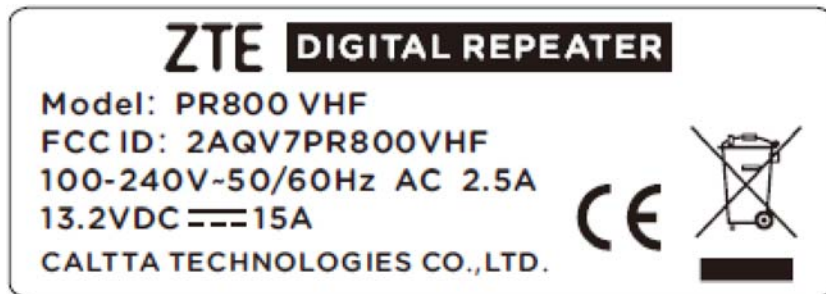 ZTE DIGITAL REPEATER
Model: PR800 VHF
FCC ID: 2AQV7PR800VHF
100-240V~50/60Hz AC 2.5A
13.2VDC⎓15A
CALTTA TECHNOLOGIES CO.,LTD.
CE